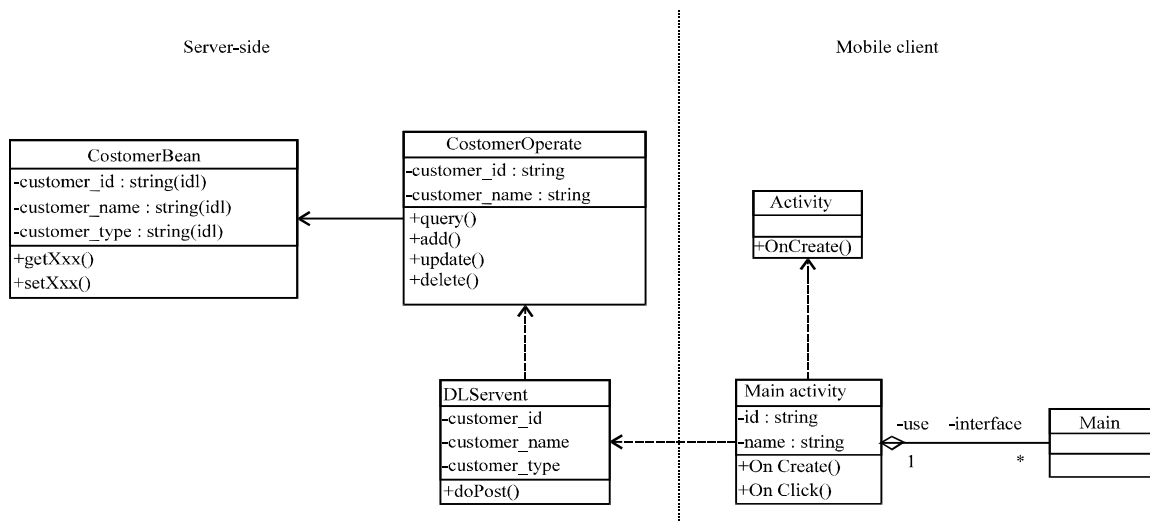 Server-side
Mobile client
CostomerBean
-customer_id : string(idl)
-customer_name : string(idl)
-customer_type : string(idl)
+getXxx()
+setXxx()
CostomerOperate
-customer_id : string
-customer_name : string
+query()
+add()
+update()
+delete()
Activity
+OnCreate()
DLServent
-customer_id
-customer_name
-customer_type
+doPost()
Main activity
-id : string
-name : string
+On Create()
+On Click()
-use -interface
1 *
Main